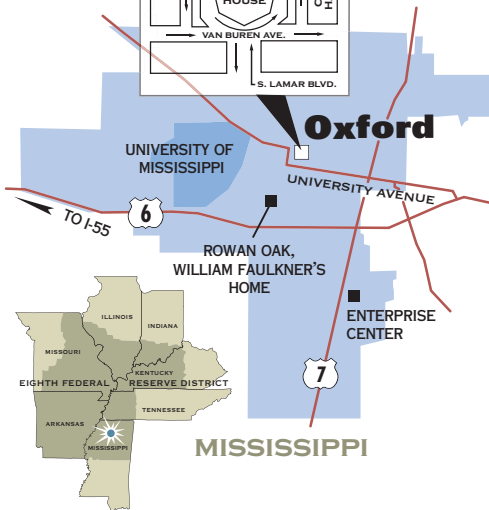 HOUSE
VAN BUREN AVE.
S. LAMAR BLVD.
Oxford
UNIVERSITY OF
MISSISSIPPI
UNIVERSITY AVENUE
6
TO I-55
ROWAN OAK,
WILLIAM FAULKNER'S
HOME
ENTERPRISE
CENTER
7
MISSISSIPPI
ILLINOIS
INDIANA
MISSOURI
KENTUCKY
EIGHTH FEDERAL RESERVE DISTRICT
TENNESSEE
ARKANSAS
MISSISSIPPI